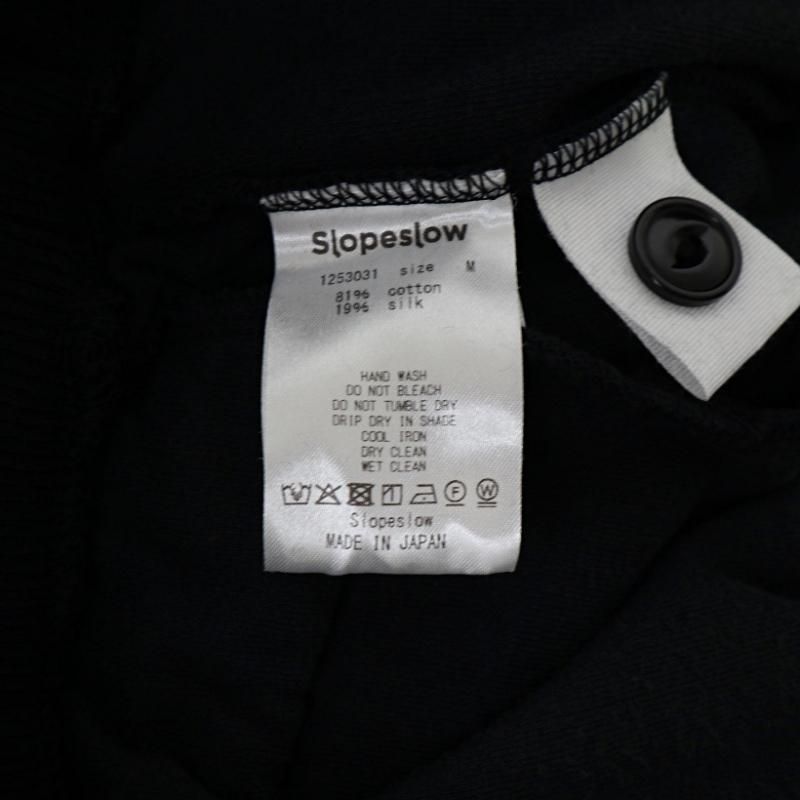 Slopeslow
1253031 size M
81% cotton
19% silk
HAND WASH
DO NOT BLEACH
DO NOT TUMBLE DRY
DRIP DRY IN SHADE
COOL IRON
DRY CLEAN
WET CLEAN
F W
Slopeslow
MADE IN JAPAN